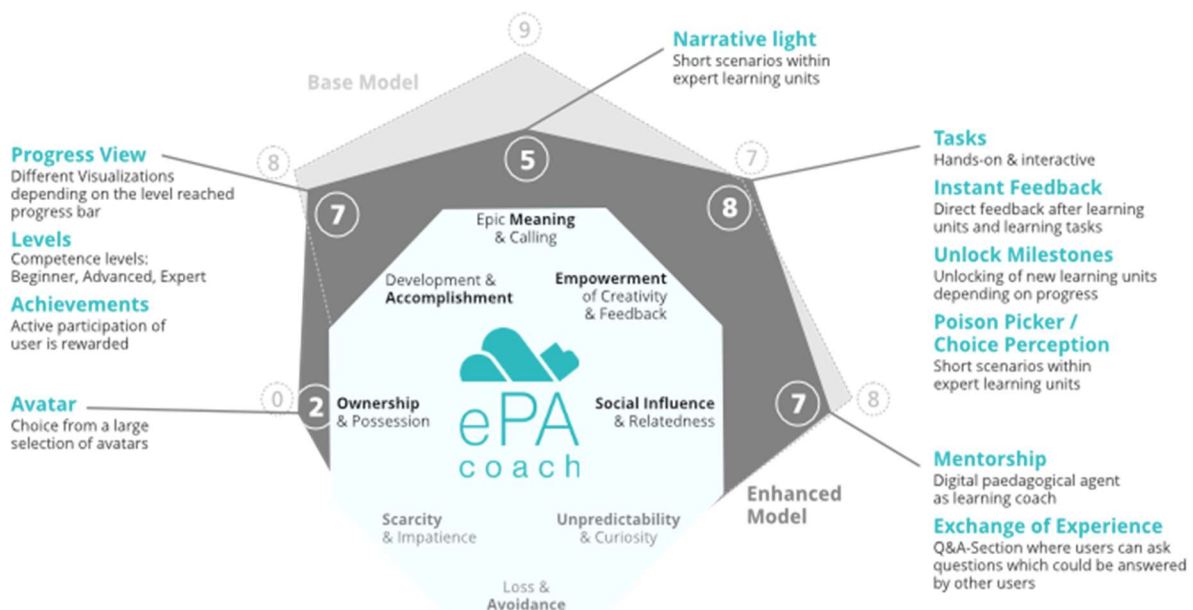 9
Base Model
Narrative light
Short scenarios within
expert learning units
8
7
5
7
8
Progress View
Different Visualizations
depending on the level reached
progress bar
Levels
Competence levels:
Beginner, Advanced, Expert
Achievements
Active participation of
user is rewarded
Avatar
Choice from a large
selection of avatars
0
2
Epic Meaning
& Calling
Development &
Accomplishment
Empowerment
of Creativity
& Feedback
Ownership
& Possession
Social Influence
& Relatedness
ePA
coach
Scarcity
& Impatience
Unpredictability
& Curiosity
Loss &
Avoidance
7
8
Enhanced
Model
Tasks
Hands-on & interactive
Instant Feedback
Direct feedback after learning
units and learning tasks
Unlock Milestones
Unlocking of new learning units
depending on progress
Poison Picker /
Choice Perception
Short scenarios within
expert learning units
Mentorship
Digital paedagogical agent
as learning coach
Exchange of Experience
Q&A-Section where users can ask
questions which could be answered
by other users